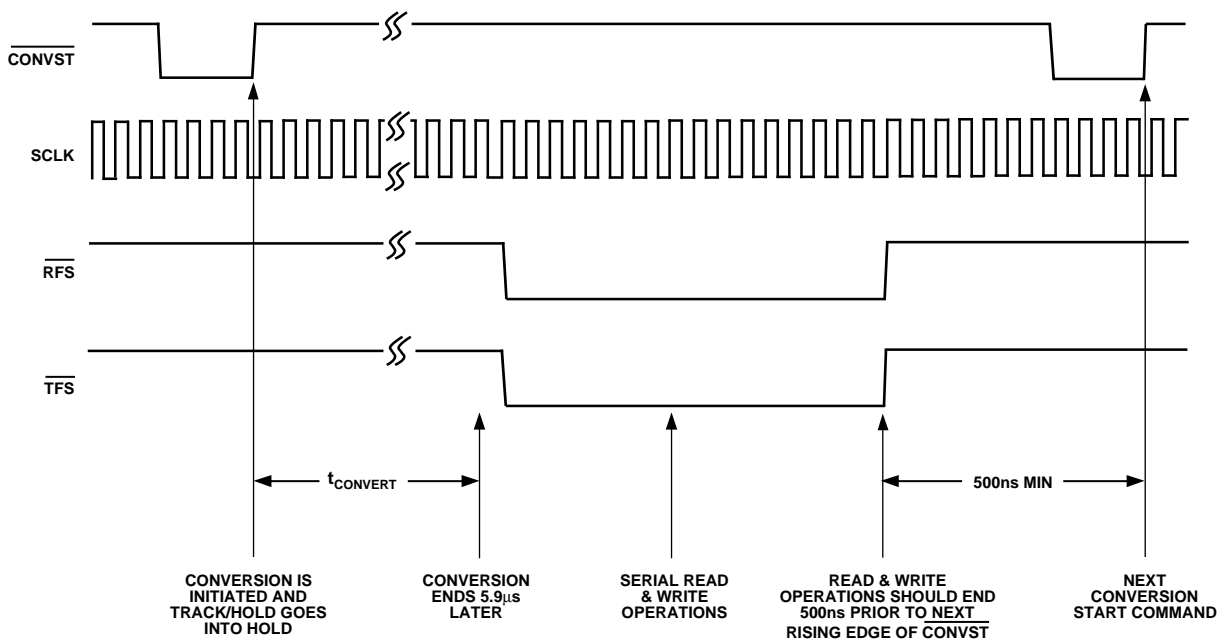 CONVST
SCLK
RFS
TFS
tCONVERT
500ns MIN
CONVERSION IS
INITIATED AND
TRACK/HOLD GOES
INTO HOLD
CONVERSION
ENDS 5.9μs
LATER
SERIAL READ
& WRITE
OPERATIONS
READ & WRITE
OPERATIONS SHOULD END
500ns PRIOR TO NEXT
RISING EDGE OF CONVST
NEXT
CONVERSION
START COMMAND